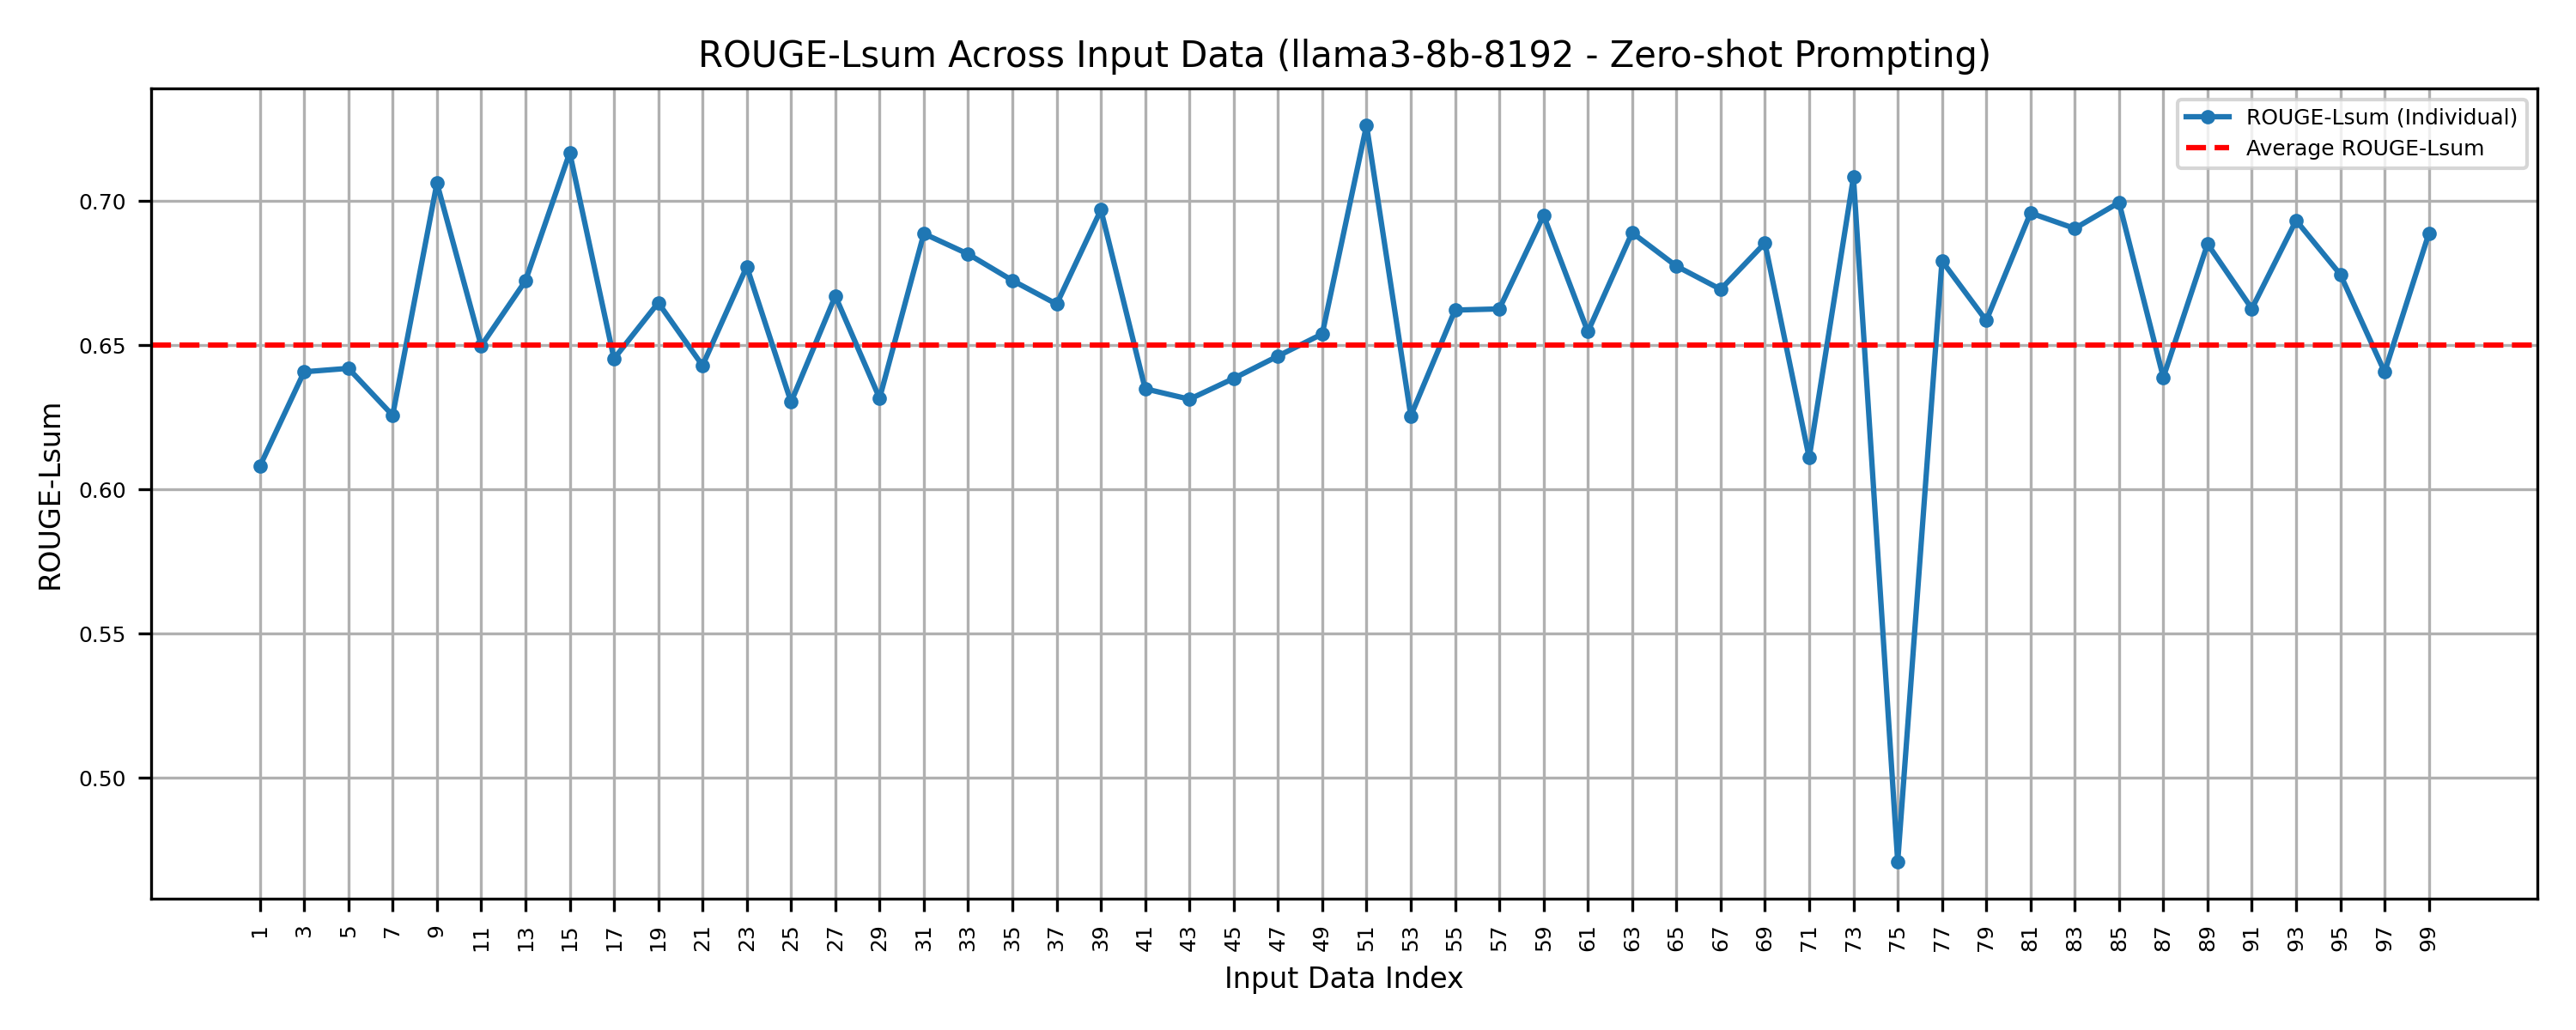 ROUGE-Lsum Across Input Data (llama3-8b-8192 - Zero-shot Prompting)
ROUGE-Lsum (Individual)
Average ROUGE-Lsum
ROUGE-Lsum
0.70
0.65
0.60
0.55
0.50
1 3 5 7 9 11 13 15 17 19 21 23 25 27 29 31 33 35 37 39 41 43 45 47 49 51 53 55 57 59 61 63 65 67 69 71 73 75 77 79 81 83 85 87 89 91 93 95 97 99
Input Data Index